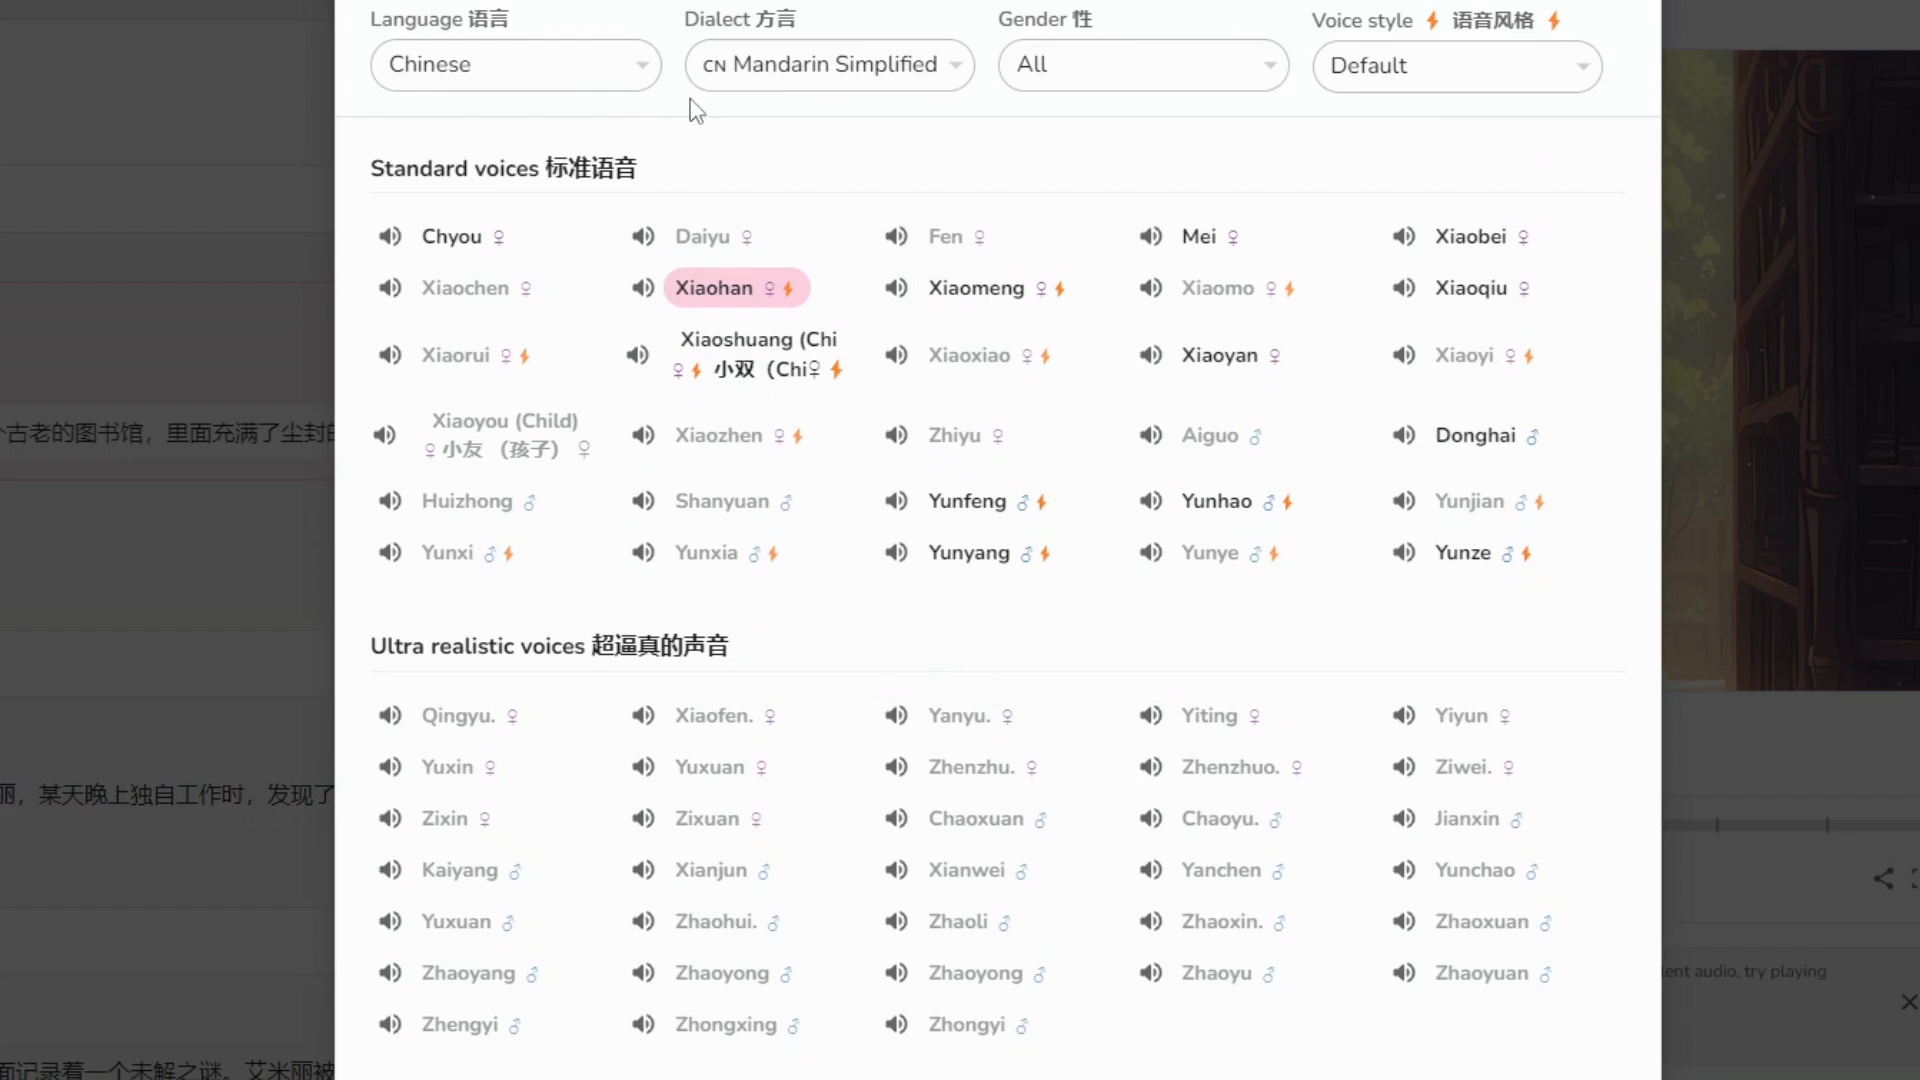 Language 语言
Dialect 方言
Gender 性
Voice style 语音风格
Chinese
CN Mandarin Simplified
All
Default
Standard voices 标准语音
Chyou ♀
Daiyu ♀
Fen ♀
Mei ♀
Xiaobei ♀
Xiaochen ♀
Xiaohan ♀
Xiaomeng ♀
Xiaomo ♀
Xiaoqiu ♀
Xiaorui ♀
Xiaoshuang (Chi
♀ 小双（Chi♀
Xiaoxiao ♀
Xiaoyan ♀
Xiaoyi ♀
Xiaoyou (Child)
♀ 小友 （孩子） ♀
Xiaozhen ♀
Zhiyu ♀
Aiguo ♂
Donghai ♂
Huizhong ♂
Shanyuan ♂
Yunfeng ♂
Yunhao ♂
Yunjian ♂
Yunxi ♂
Yunxia ♂
Yunyang ♂
Yunye ♂
Yunze ♂
Ultra realistic voices 超逼真的声音
Qingyu. ♀
Xiaofen. ♀
Yanyu. ♀
Yiting ♀
Yiyun ♀
Yuxin ♀
Yuxuan ♀
Zhenzhu. ♀
Zhenzhuo. ♀
Ziwei. ♀
Zixin ♀
Zixuan ♀
Chaoxuan ♂
Chaoyu. ♂
Jianxin ♂
Kaiyang ♂
Xianjun ♂
Xianwei ♂
Yanchen ♂
Yunchao ♂
Yuxuan ♂
Zhaohui. ♂
Zhaoli ♂
Zhaoxin. ♂
Zhaoxuan ♂
Zhaoyang ♂
Zhaoyong ♂
Zhaoyong ♂
Zhaoyu ♂
Zhaoyuan ♂
Zhengyi ♂
Zhongxing ♂
Zhongyi ♂
古老的图书馆，里面充满了尘封
丽，某天晚上独自工作时，发现了
面记录着一个未解之谜。艾米丽被
lent audio, try playing